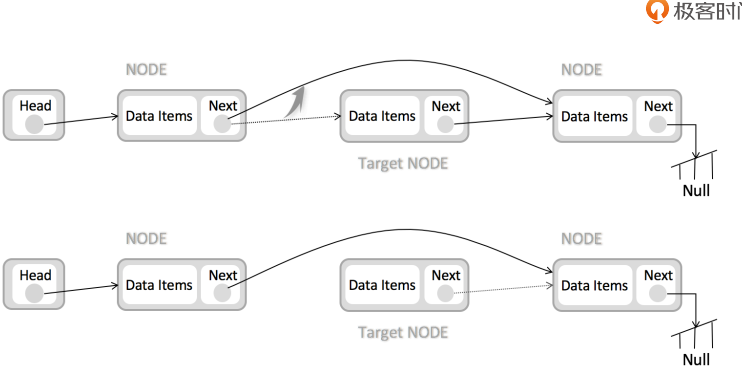 极客时间
NODE
NODE
Head
Data Items
Next
Data Items
Next
Data Items
Next
Target NODE
Null
NODE
NODE
Head
Data Items
Next
Data Items
Next
Data Items
Next
Target NODE
Null